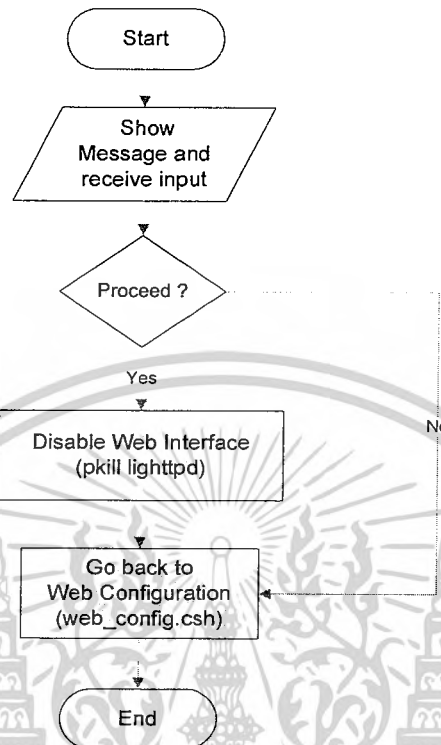 Start
Show
Message and
receive input
Proceed ?
Yes
No
Disable Web Interface
(pkill lighttpd)
Go back to
Web Configuration
(web_config.csh)
End